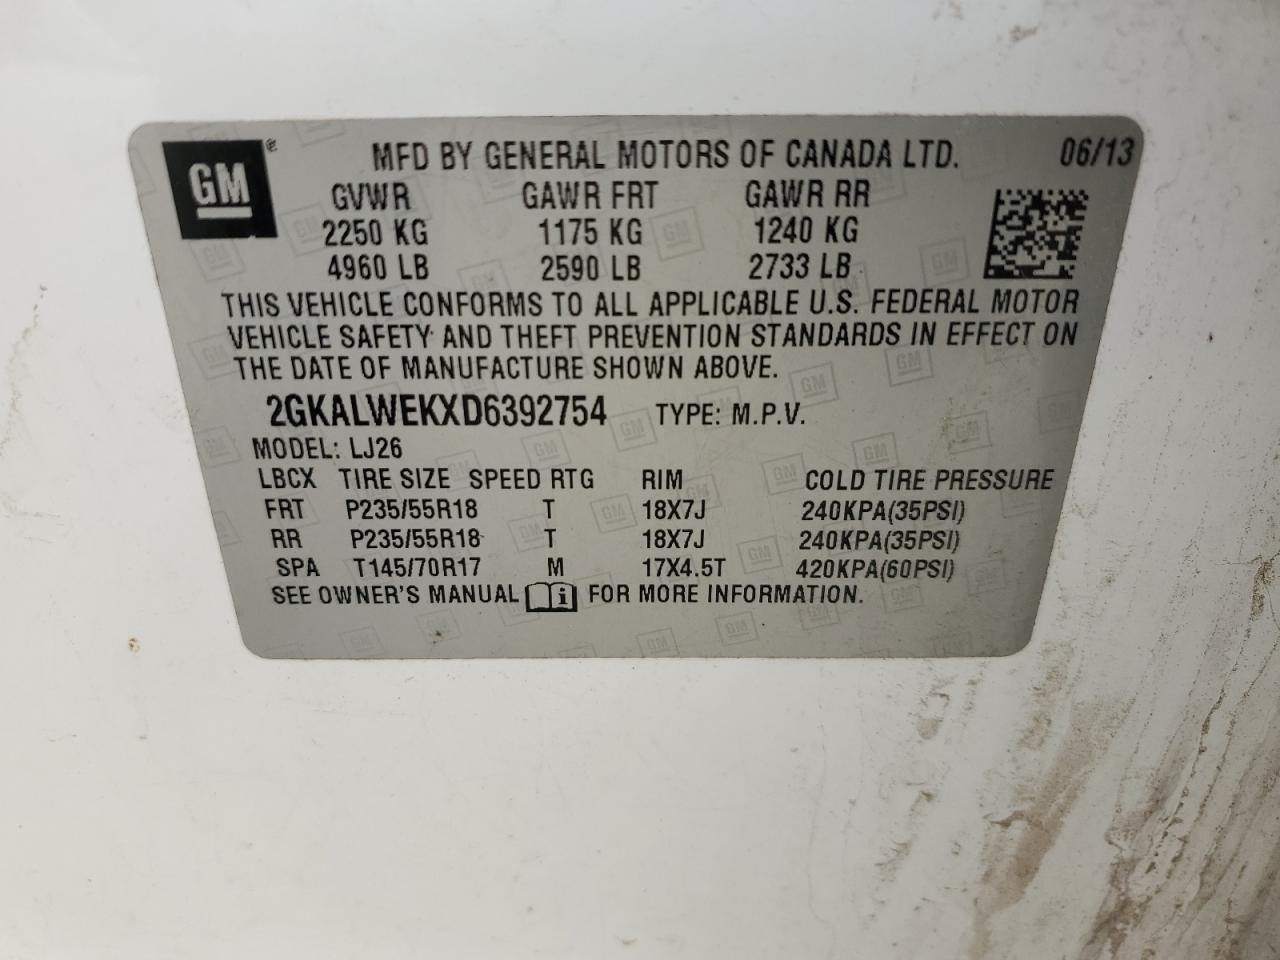 GM
MFD BY GENERAL MOTORS OF CANADA LTD. 06/13
GVWR GAWR FRT GAWR RR
2250 KG 1175 KG 1240 KG
4960 LB 2590 LB 2733 LB
THIS VEHICLE CONFORMS TO ALL APPLICABLE U.S. FEDERAL MOTOR
VEHICLE SAFETY AND THEFT PREVENTION STANDARDS IN EFFECT ON
THE DATE OF MANUFACTURE SHOWN ABOVE.
2GKALWEKXD6392754 TYPE: M.P.V.
MODEL: LJ26
LBCX TIRE SIZE SPEED RTG RIM COLD TIRE PRESSURE
FRT P235/55R18 T 18X7J 240KPA(35PSI)
RR P235/55R18 T 18X7J 240KPA(35PSI)
SPA T145/70R17 M 17X4.5T 420KPA(60PSI)
SEE OWNER'S MANUAL i FOR MORE INFORMATION.